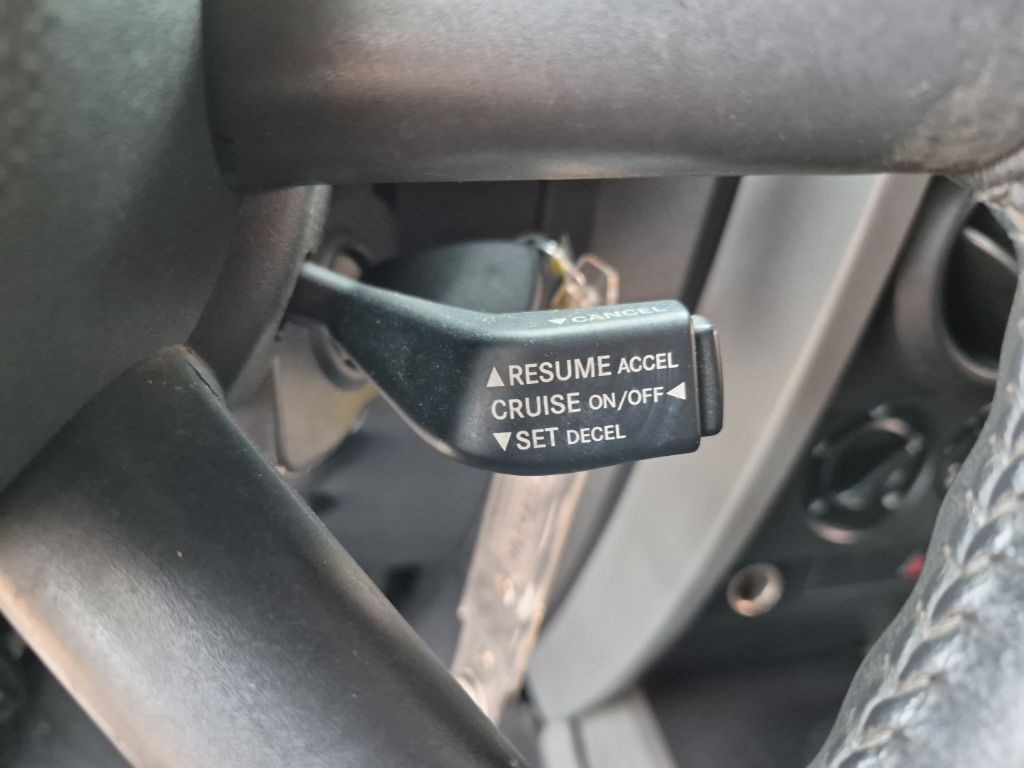 ▼CANCEL
▲RESUME ACCEL
CRUISE ON/OFF◀
▼SET DECEL